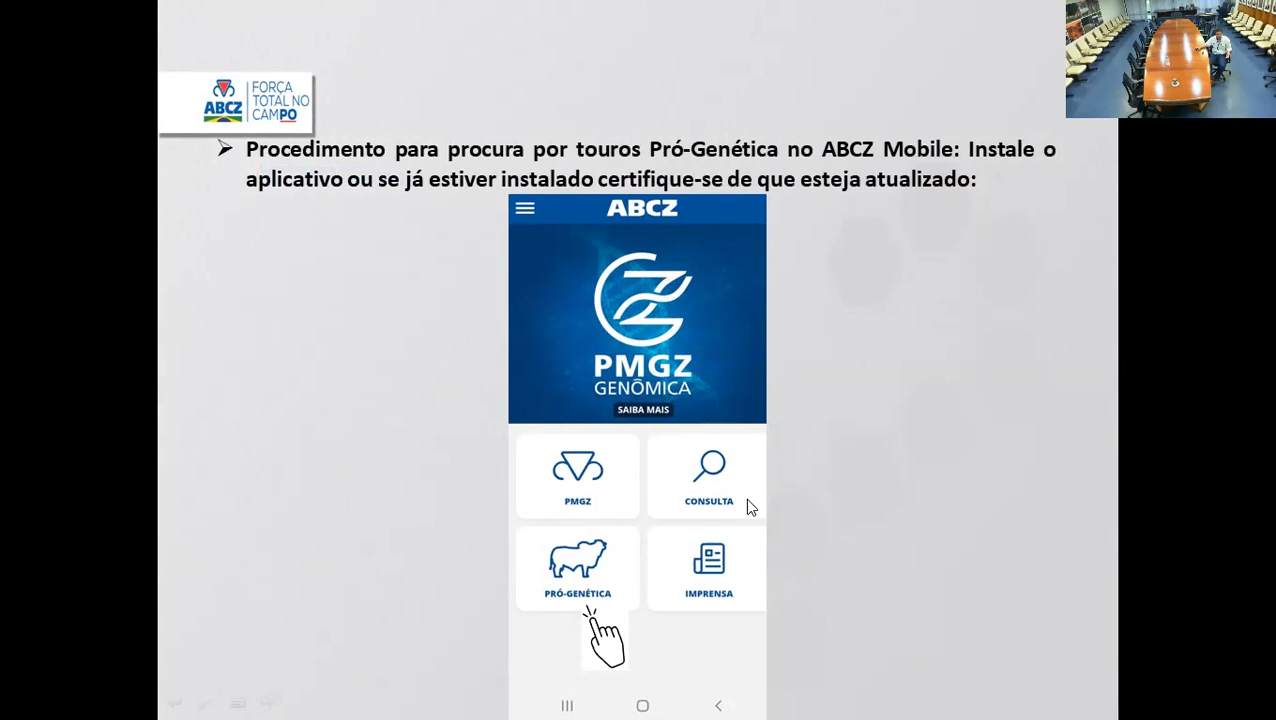 ABCZ
FORÇA
TOTAL NO
CAMPO
Procedimento para procura por touros Pró-Genética no ABCZ Mobile: Instale o
aplicativo ou se já estiver instalado certifique-se de que esteja atualizado:
ABCZ
PMGZ
GENÔMICA
SAIBA MAIS
PMGZ
CONSULTA
PRÓ-GENÉTICA
IMPRENSA